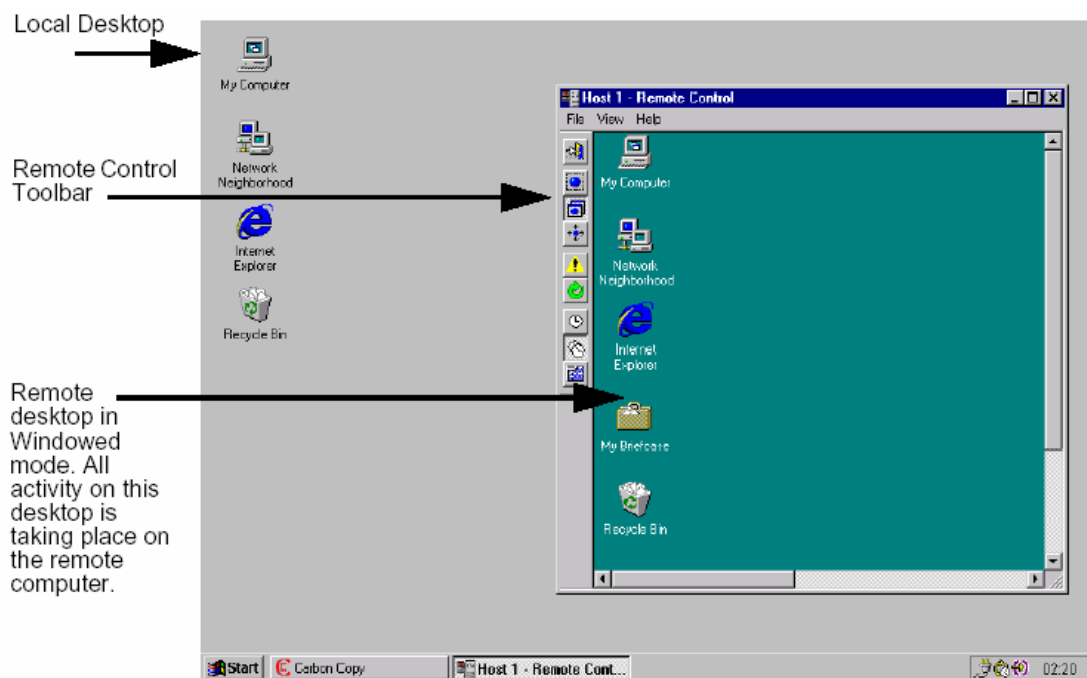 Local Desktop
My Computer
Network
Neighborhood
Internet
Explorer
Recycle Bin
Remote Control
Toolbar
Remote
desktop in
Windowed
mode. All
activity on this
desktop is
taking place on
the remote
computer.
Host 1 - Remote Control
File View Help
My Computer
Network
Neighborhood
Internet
Explorer
My Briefcase
Recycle Bin
Start
Carbon Copy
Host 1 - Remote Cont...
02:20